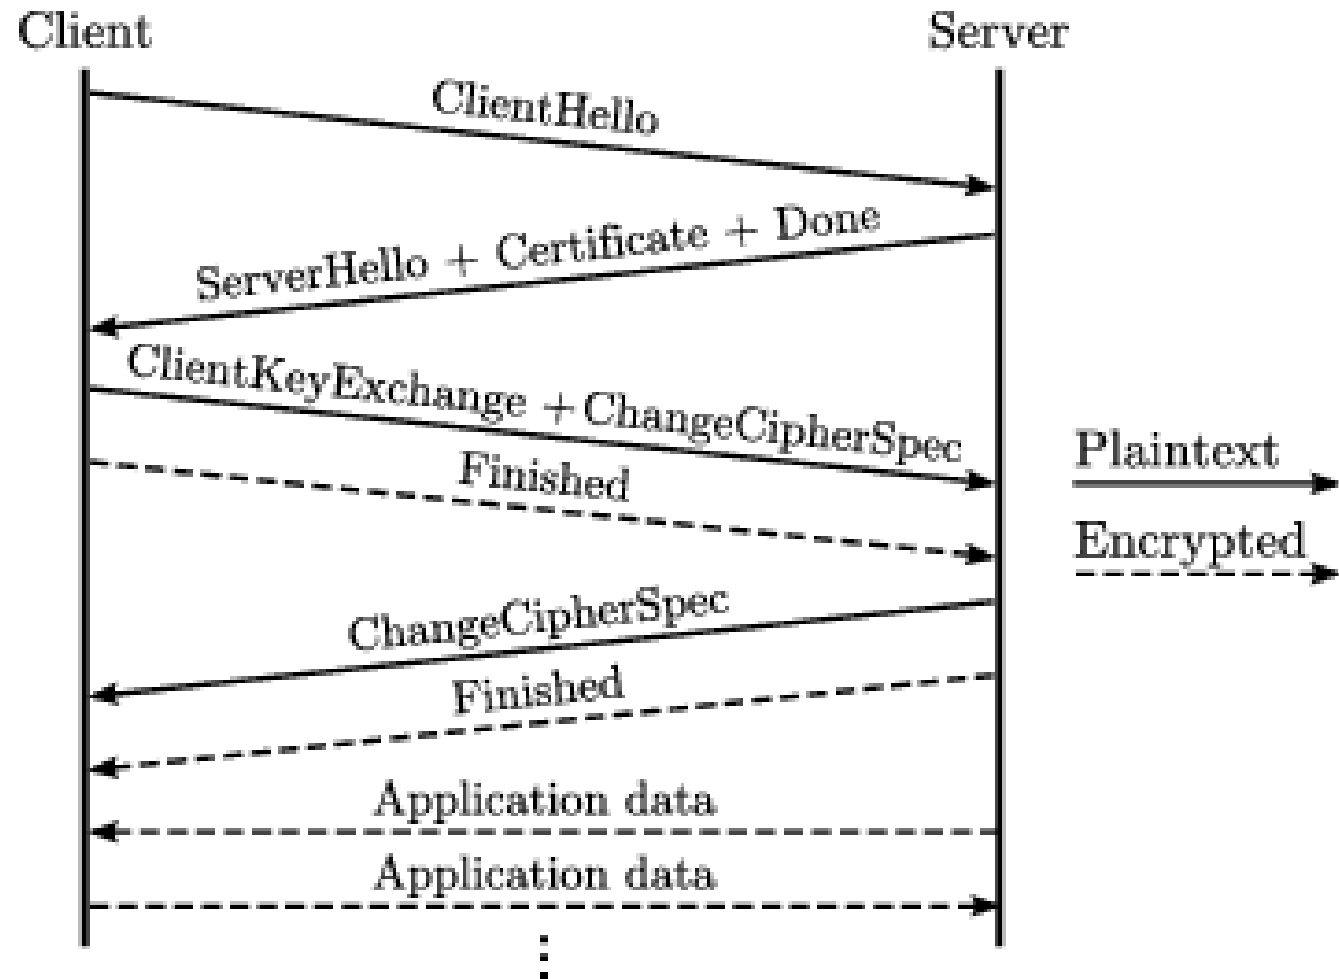 Client
Server
ClientHello
ServerHello + Certificate + Done
ClientKeyExchange + ChangeCipherSpec
Finished
Plaintext
Encrypted
ChangeCipherSpec
Finished
Application data
Application data